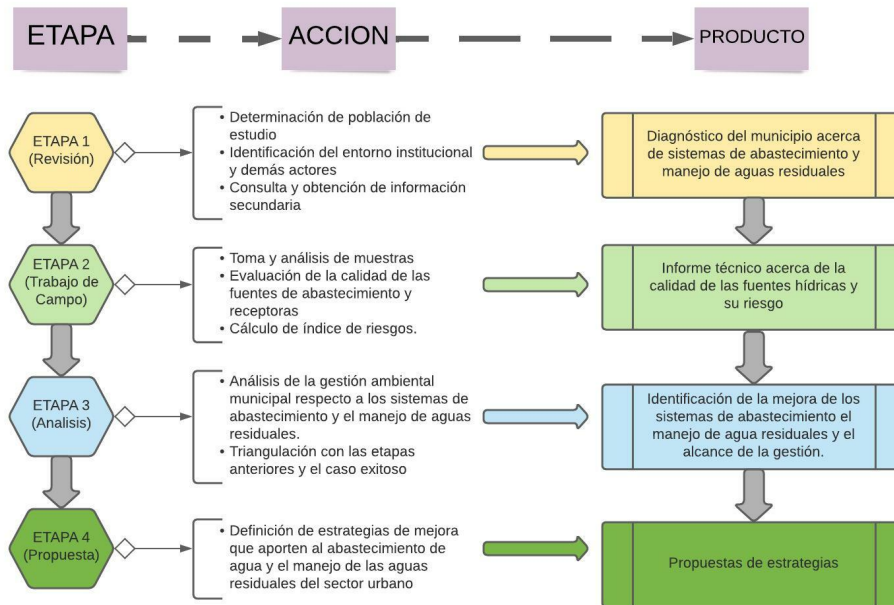 ETAPA
ACCION
PRODUCTO
ETAPA 1
(Revisión)
• Determinación de población de
estudio
• Identificación del entorno institucional
y demás actores
• Consulta y obtención de información
secundaria
Diagnóstico del municipio acerca
de sistemas de abastecimiento y
manejo de aguas residuales
ETAPA 2
(Trabajo de
Campo)
• Toma y análisis de muestras
• Evaluación de la calidad de las
fuentes de abastecimiento y
receptoras
• Cálculo de índice de riesgos.
Informe técnico acerca de la
calidad de las fuentes hídricas y
su riesgo
ETAPA 3
(Analisis)
• Análisis de la gestión ambiental
municipal respecto a los sistemas de
abastecimiento y el manejo de aguas
residuales.
• Triangulación con las etapas
anteriores y el caso exitoso
Identificación de la mejora de los
sistemas de abastecimiento el
manejo de agua residuales y el
alcance de la gestión.
ETAPA 4
(Propuesta)
• Definición de estrategias de mejora
que aporten al abastecimiento de
agua y el manejo de las aguas
residuales del sector urbano
Propuestas de estrategias